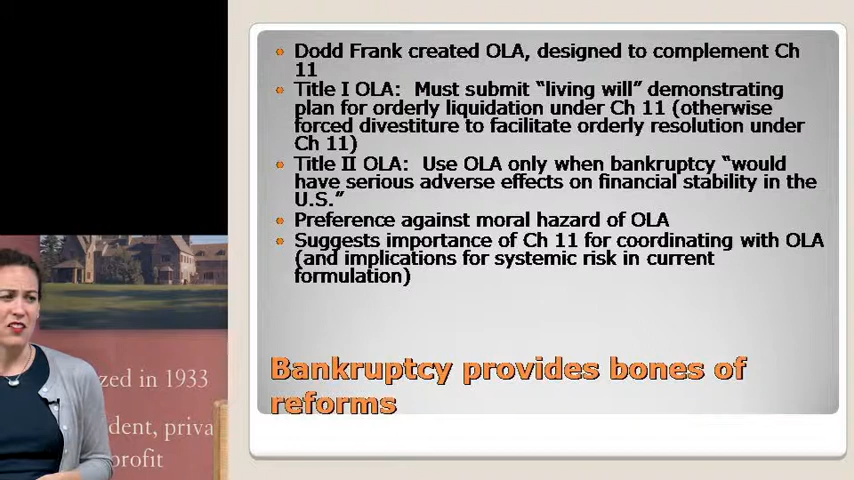 Dodd Frank created OLA, designed to complement Ch
11
Title I OLA: Must submit “living will” demonstrating
plan for orderly liquidation under Ch 11 (otherwise
forced divestiture to facilitate orderly resolution under
Ch 11)
Title II OLA: Use OLA only when bankruptcy “would
have serious adverse effects on financial stability in the
U.S.”
Preference against moral hazard of OLA
Suggests importance of Ch 11 for coordinating with OLA
(and implications for systemic risk in current
formulation)
Bankruptcy provides bones of
reforms
in 1933
profit